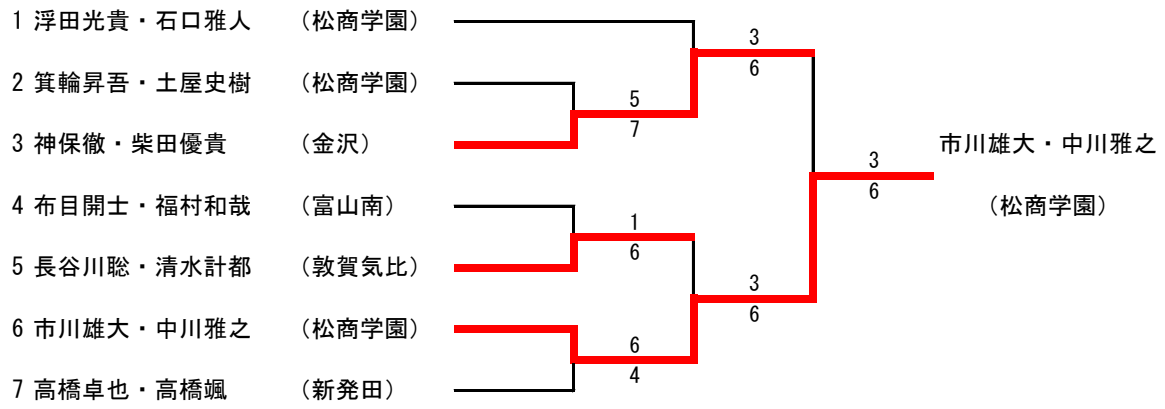 1 浮田光貴・石口雅人 （松商学園）
2 箕輪昇吾・土屋史樹 （松商学園）
3 神保徹・柴田優貴 （金沢）
4 布目開士・福村和哉 （富山南）
5 長谷川聡・清水計都 （敦賀気比）
6 市川雄大・中川雅之 （松商学園）
7 高橋卓也・高橋颯 （新発田）
5
7
1
6
6
4
3
6
3
6
3
6
市川雄大・中川雅之
（松商学園）